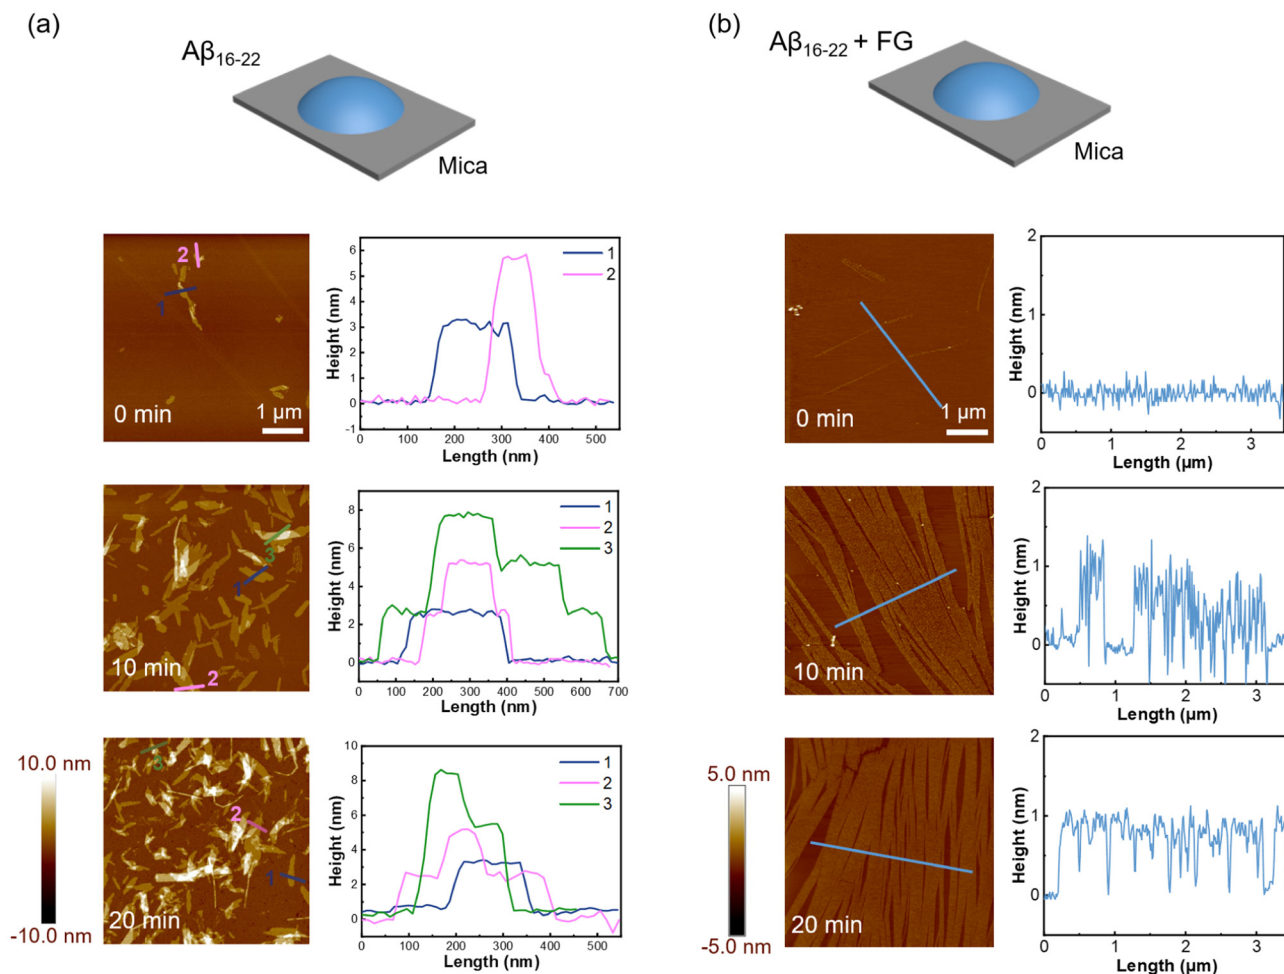 (a)
Aβ16-22
Mica
(b)
Aβ16-22 + FG
Mica
2
1
0 min
1 µm
Height (nm)
6
5
4
3
2
1
0
-1
1
2
0 100 200 300 400 500
Length (nm)
0 min
1 µm
Height (nm)
2
1
0
0 1 2 3
Length (µm)
3
1
2
10 min
Height (nm)
8
6
4
2
0
1
2
3
0 100 200 300 400 500 600 700
Length (nm)
10 min
Height (nm)
2
1
0
0 1 2 3
Length (µm)
10.0 nm
-10.0 nm
3
2
1
20 min
Height (nm)
10
8
6
4
2
0
1
2
3
0 100 200 300 400 500
Length (nm)
5.0 nm
-5.0 nm
20 min
Height (nm)
2
1
0
0 1 2 3
Length (µm)